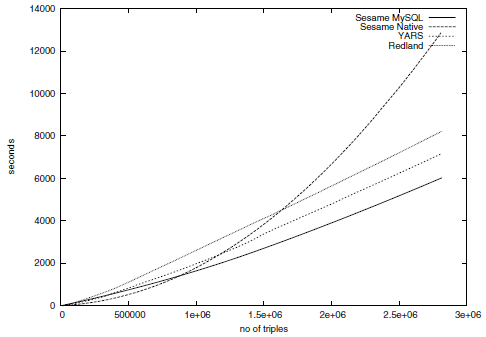 14000
12000
10000
8000
6000
4000
2000
0
seconds
Sesame MySQL
Sesame Native
YARS
Redland
0 500000 1e+06 1.5e+06 2e+06 2.5e+06 3e+06
no of triples